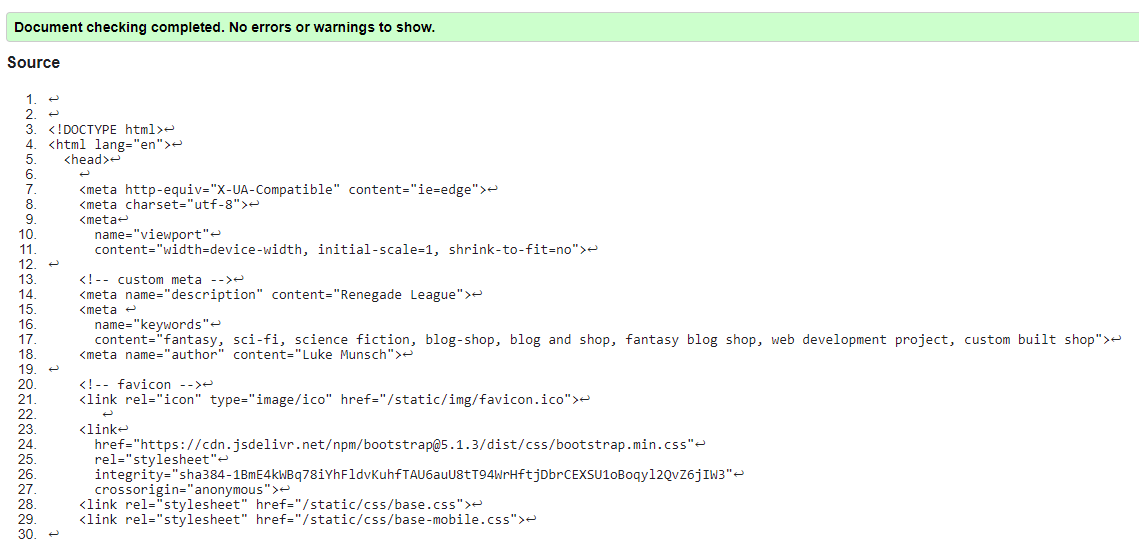 Document checking completed. No errors or warnings to show.
Source
1. ↩
2. ↩
3. <!DOCTYPE html>↩
4. <html lang="en">↩
5. <head>↩
6. ↩
7. <meta http-equiv="X-UA-Compatible" content="ie=edge">↩
8. <meta charset="utf-8">↩
9. <meta↩
10. name="viewport"↩
11. content="width=device-width, initial-scale=1, shrink-to-fit=no">↩
12. ↩
13. <!-- custom meta -->↩
14. <meta name="description" content="Renegade League">↩
15. <meta ↩
16. name="keywords"↩
17. content="fantasy, sci-fi, science fiction, blog-shop, blog and shop, fantasy blog shop, web development project, custom built shop">↩
18. <meta name="author" content="Luke Munsch">↩
19. ↩
20. <!-- favicon -->↩
21. <link rel="icon" type="image/ico" href="/static/img/favicon.ico">↩
22. ↩
23. <link↩
24. href="https://cdn.jsdelivr.net/npm/bootstrap@5.1.3/dist/css/bootstrap.min.css"↩
25. rel="stylesheet"↩
26. integrity="sha384-1BmE4kWBq78iYhFldvKuhfTAU6auU8tT94WrHftjDbrCEXSU1oBoqyl2QvZ6jIW3"↩
27. crossorigin="anonymous">↩
28. <link rel="stylesheet" href="/static/css/base.css">↩
29. <link rel="stylesheet" href="/static/css/base-mobile.css">↩
30. ↩